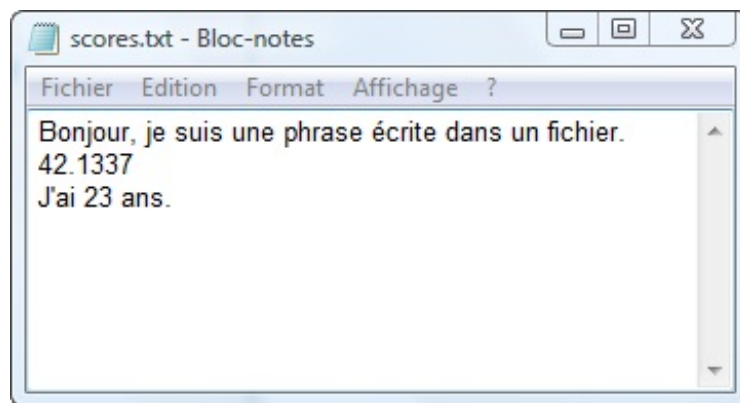 scores.txt - Bloc-notes
Fichier Edition Format Affichage ?
Bonjour, je suis une phrase écrite dans un fichier.
42.1337
J'ai 23 ans.